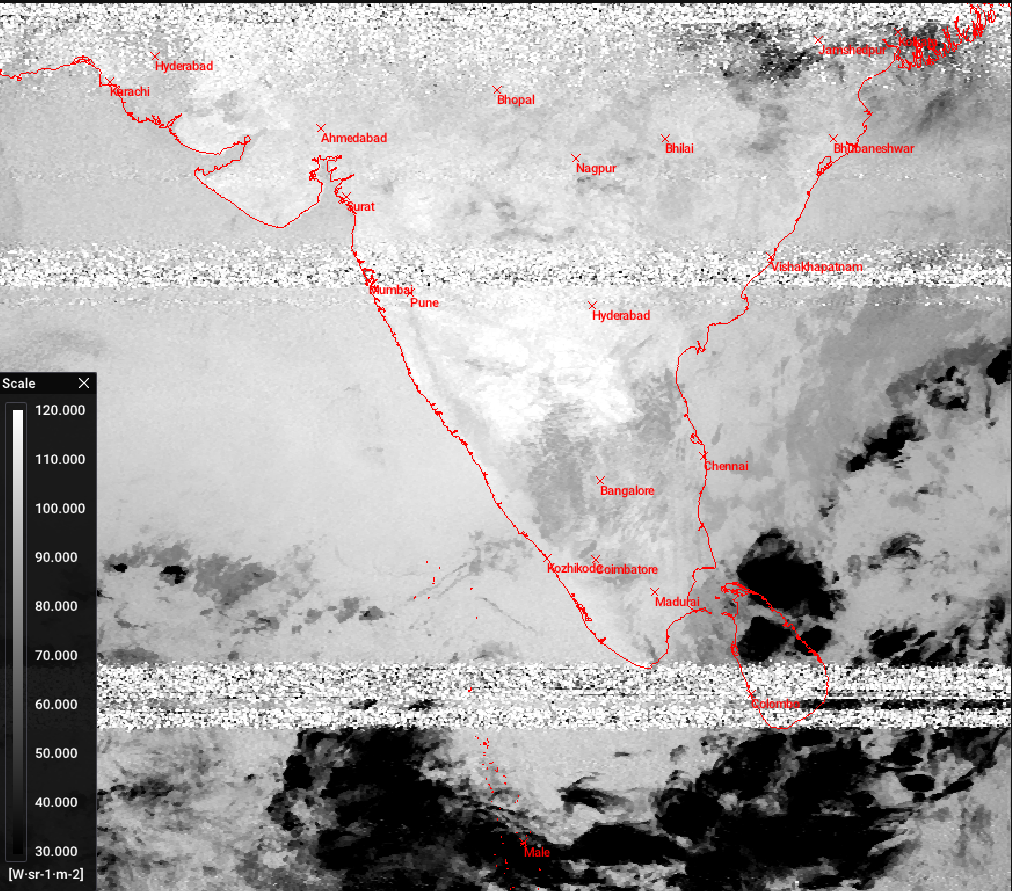 Jamshedpur
Hyderabad
Karachi
Bhopal
Ahmedabad
Bhilai
Bhubaneshwar
Nagpur
Surat
Vishakhapatnam
Mumbai
Pune
Hyderabad
Scale
120.000
110.000
100.000
90.000
80.000
70.000
60.000
50.000
40.000
30.000
[W·sr-1·m-2]
Chennai
Bangalore
Kozhikode
Coimbatore
Madurai
Colombo
Male